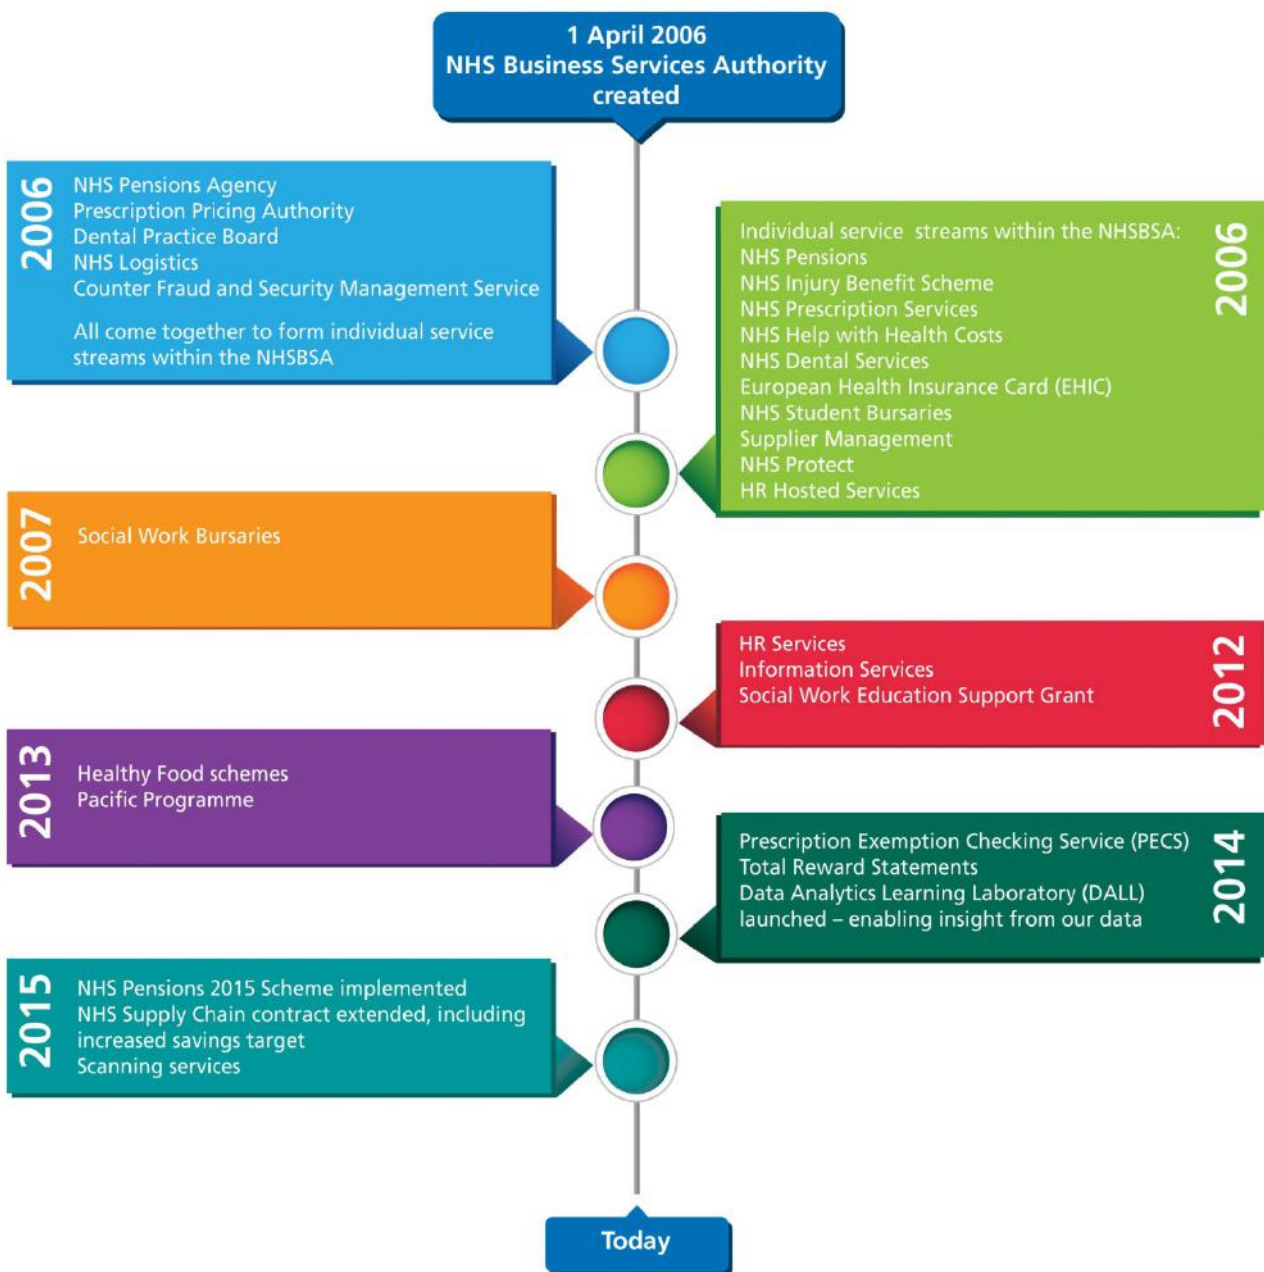 1 April 2006
NHS Business Services Authority
created
2006
NHS Pensions Agency
Prescription Pricing Authority
Dental Practice Board
NHS Logistics
Counter Fraud and Security Management Service
All come together to form individual service
streams within the NHSBSA
2006
Individual service streams within the NHSBSA:
NHS Pensions
NHS Injury Benefit Scheme
NHS Prescription Services
NHS Help with Health Costs
NHS Dental Services
European Health Insurance Card (EHIC)
NHS Student Bursaries
Supplier Management
NHS Protect
HR Hosted Services
2007
Social Work Bursaries
2012
HR Services
Information Services
Social Work Education Support Grant
2013
Healthy Food schemes
Pacific Programme
2014
Prescription Exemption Checking Service (PECS)
Total Reward Statements
Data Analytics Learning Laboratory (DALL)
launched – enabling insight from our data
2015
NHS Pensions 2015 Scheme implemented
NHS Supply Chain contract extended, including
increased savings target
Scanning services
Today